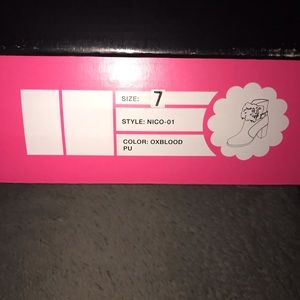 SIZE: 7
STYLE: NICO-01
COLOR: OXBLOOD
PU